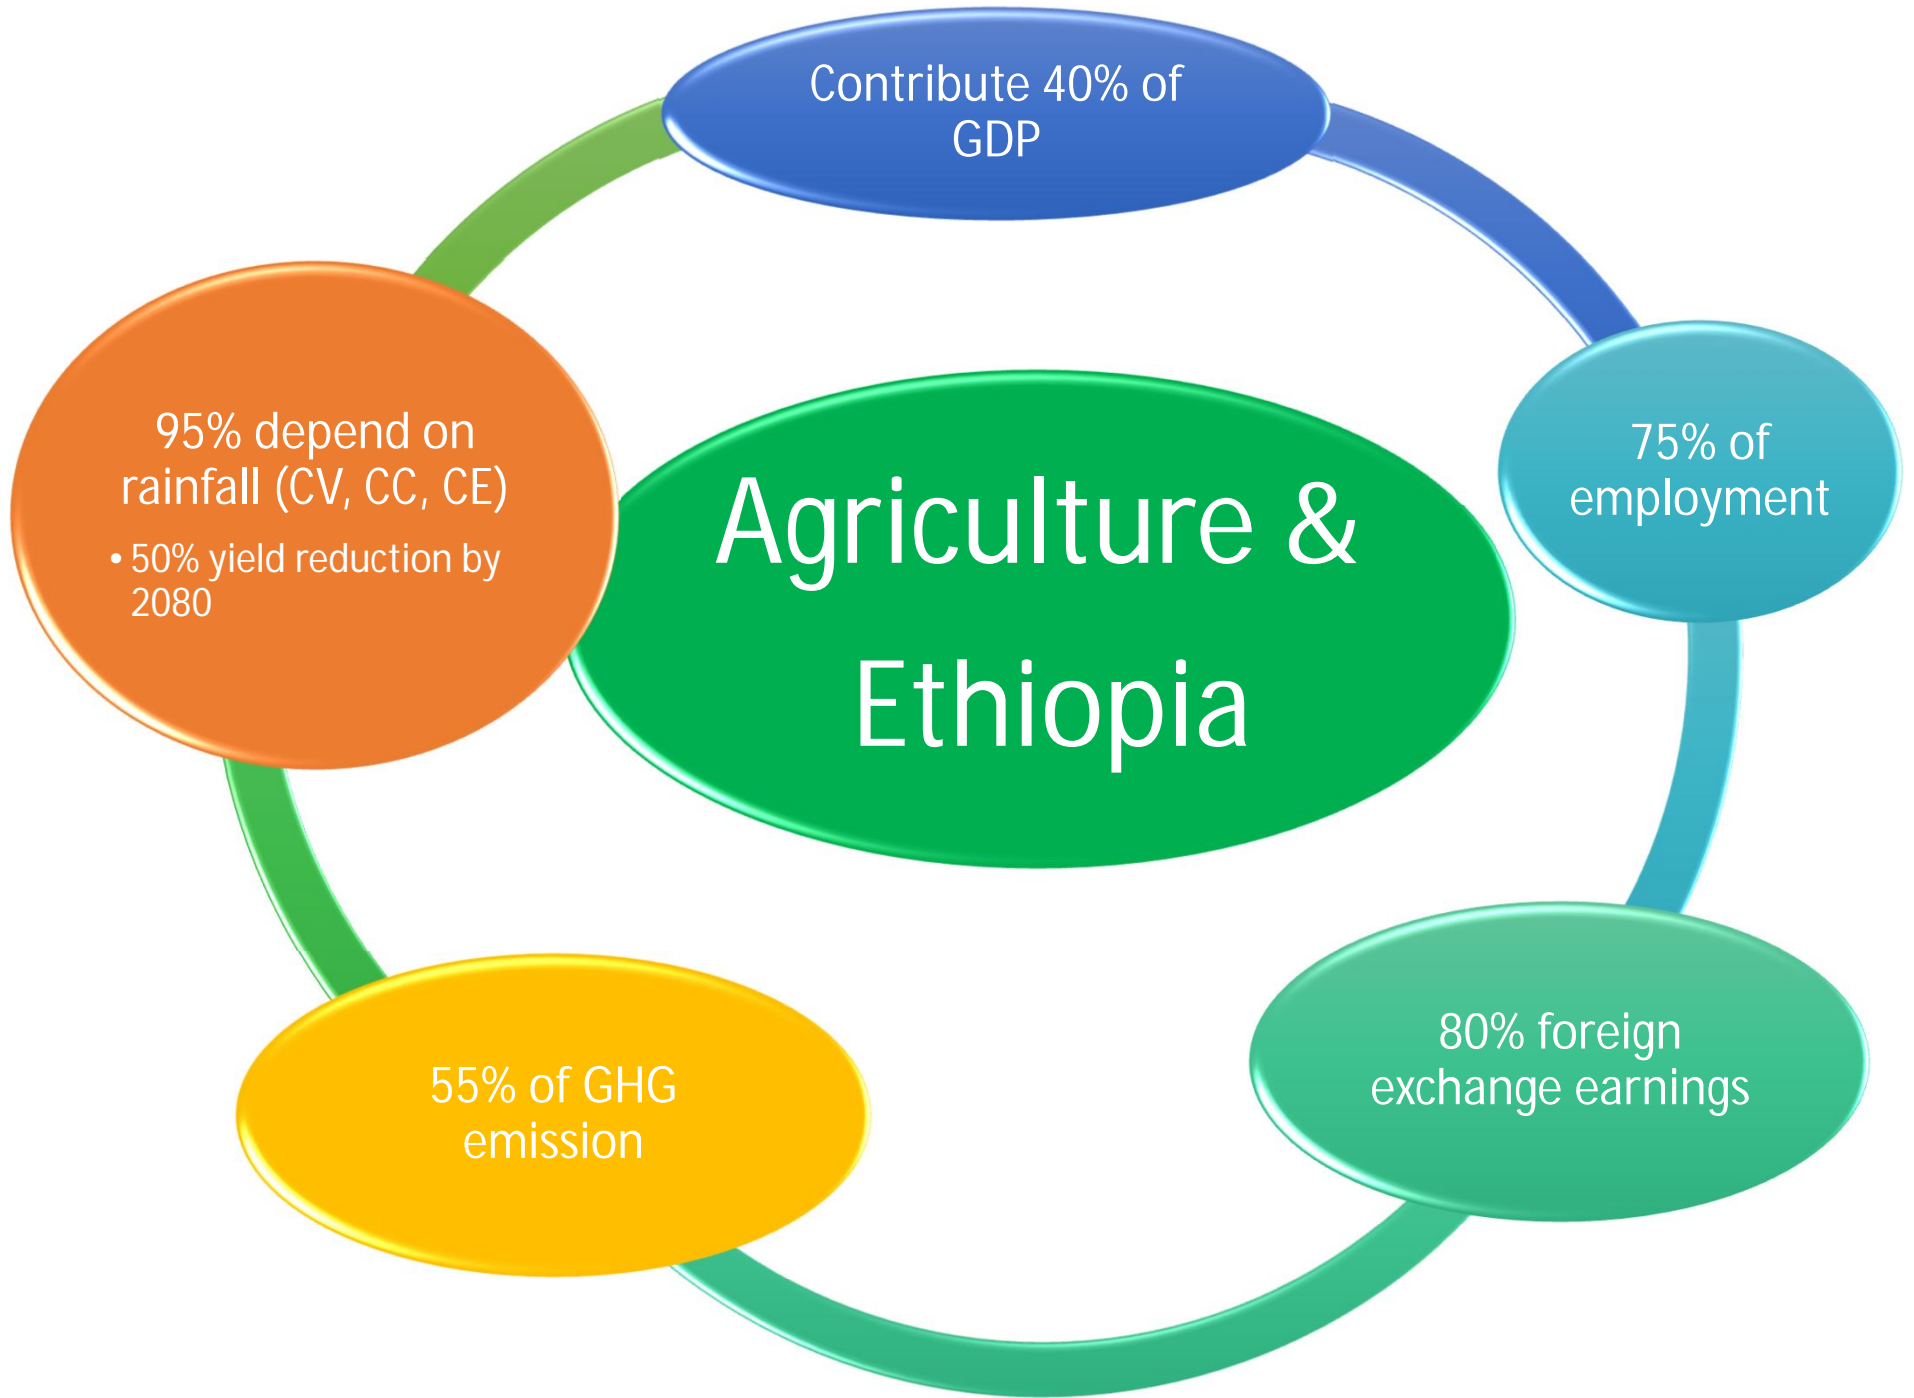 Contribute 40% of
GDP
75% of
employment
80% foreign
exchange earnings
55% of GHG
emission
95% depend on
rainfall (CV, CC, CE)
• 50% yield reduction by
2080
Agriculture &
Ethiopia